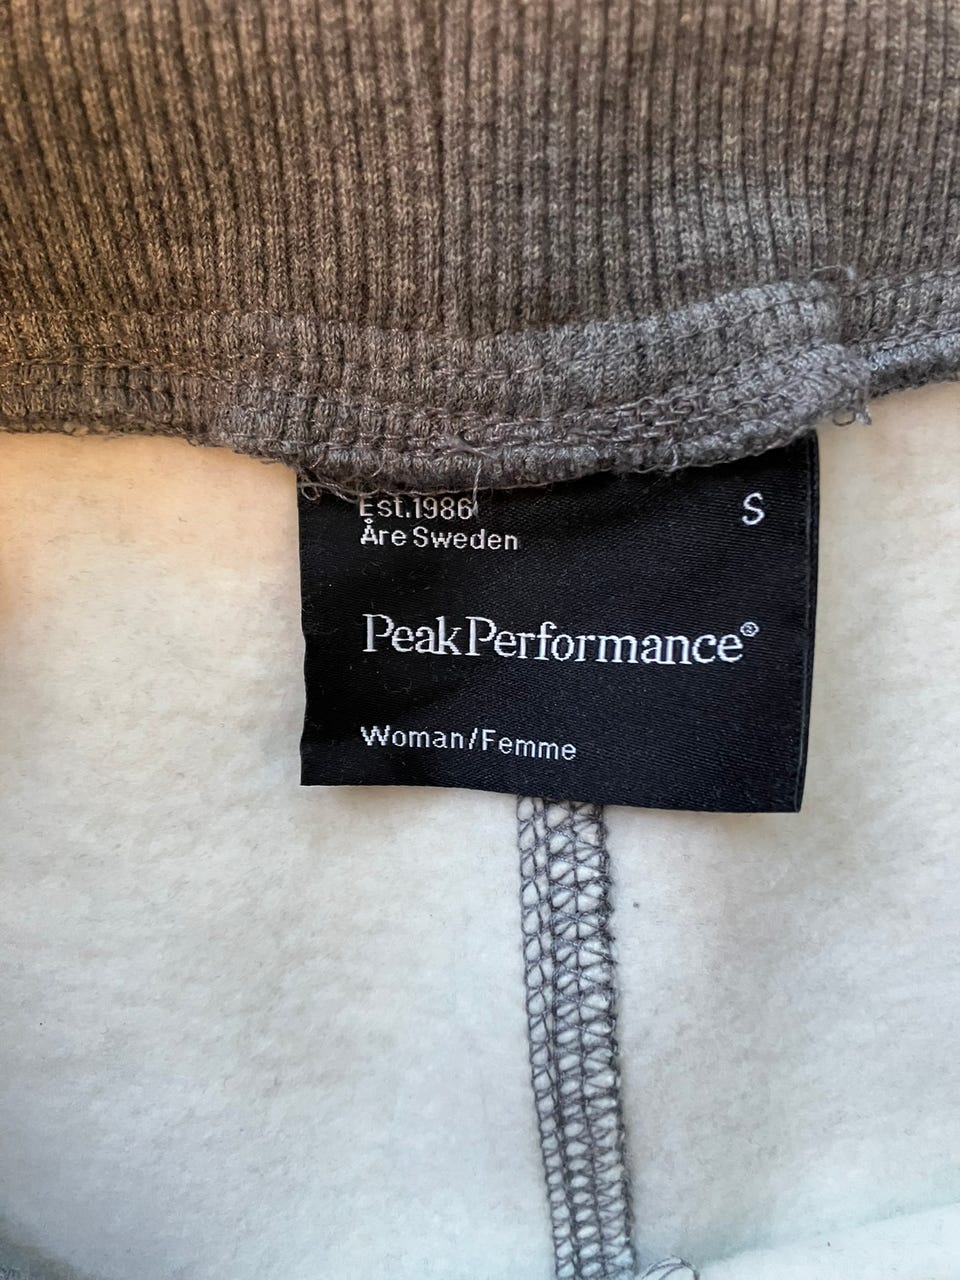 Est.1986 S
Åre Sweden
PeakPerformance®
Woman/Femme